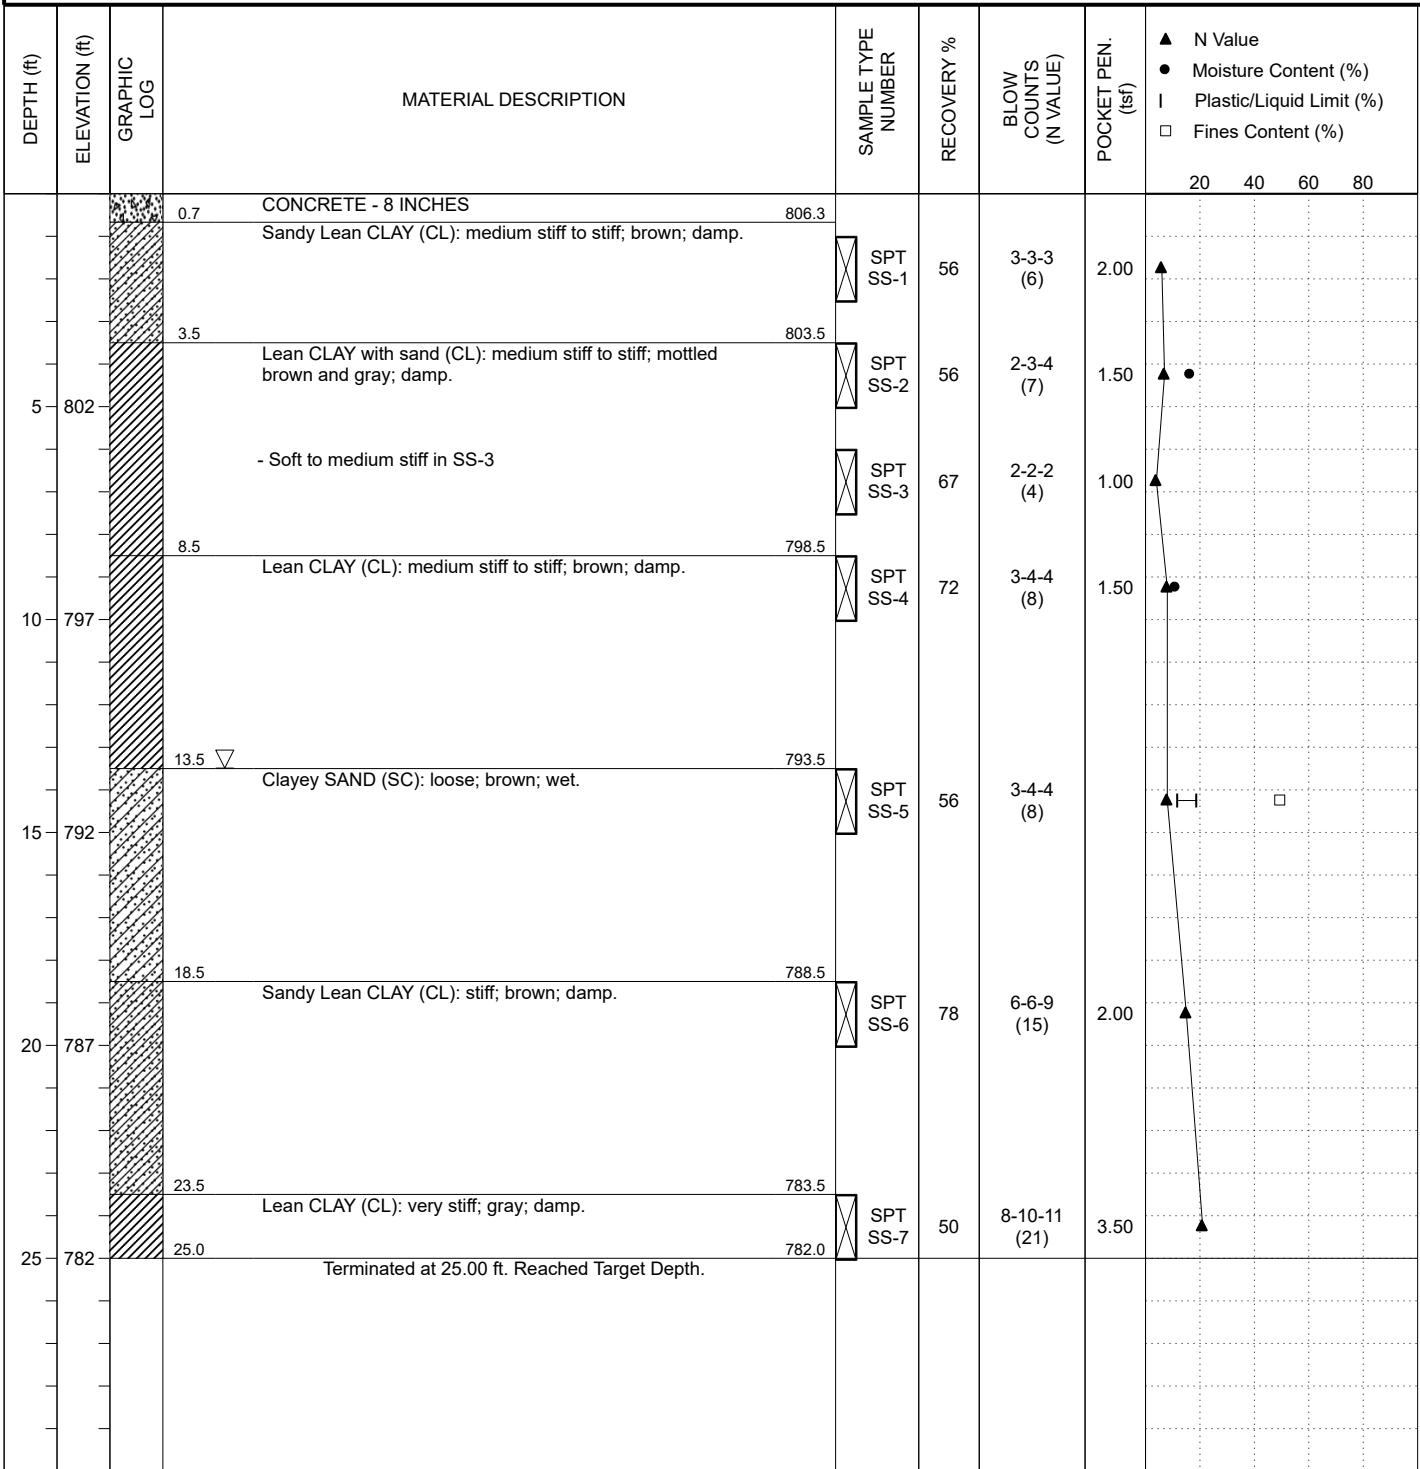 DEPTH (ft)
ELEVATION (ft)
GRAPHIC
LOG
MATERIAL DESCRIPTION
SAMPLE TYPE
NUMBER
RECOVERY %
BLOW
COUNTS
(N VALUE)
POCKET PEN.
(tsf)
N Value
Moisture Content (%)
Plastic/Liquid Limit (%)
Fines Content (%)
20 40 60 80
0.7 CONCRETE - 8 INCHES 806.3
Sandy Lean CLAY (CL): medium stiff to stiff; brown; damp.
SPT
SS-1
56
3-3-3
(6)
2.00
3.5 803.5
Lean CLAY with sand (CL): medium stiff to stiff; mottled
brown and gray; damp.
SPT
SS-2
56
2-3-4
(7)
1.50
5 802
- Soft to medium stiff in SS-3
SPT
SS-3
67
2-2-2
(4)
1.00
8.5 798.5
Lean CLAY (CL): medium stiff to stiff; brown; damp.
SPT
SS-4
72
3-4-4
(8)
1.50
10 797
13.5 793.5
Clayey SAND (SC): loose; brown; wet.
SPT
SS-5
56
3-4-4
(8)
15 792
18.5 788.5
Sandy Lean CLAY (CL): stiff; brown; damp.
SPT
SS-6
78
6-6-9
(15)
2.00
20 787
23.5 783.5
Lean CLAY (CL): very stiff; gray; damp.
SPT
SS-7
50
8-10-11
(21)
3.50
25 782 25.0 782.0
Terminated at 25.00 ft. Reached Target Depth.